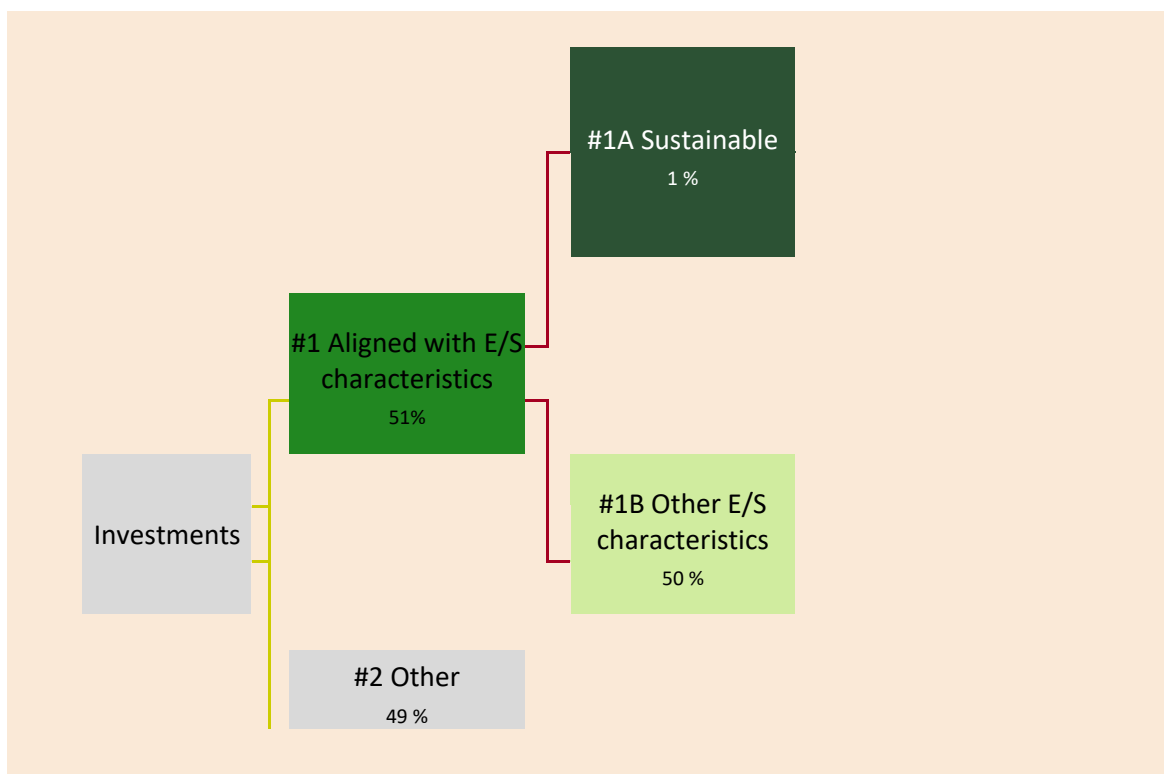 #1A Sustainable
1 %
#1 Aligned with E/S
characteristics
51%
Investments
#1B Other E/S
characteristics
50 %
#2 Other
49 %